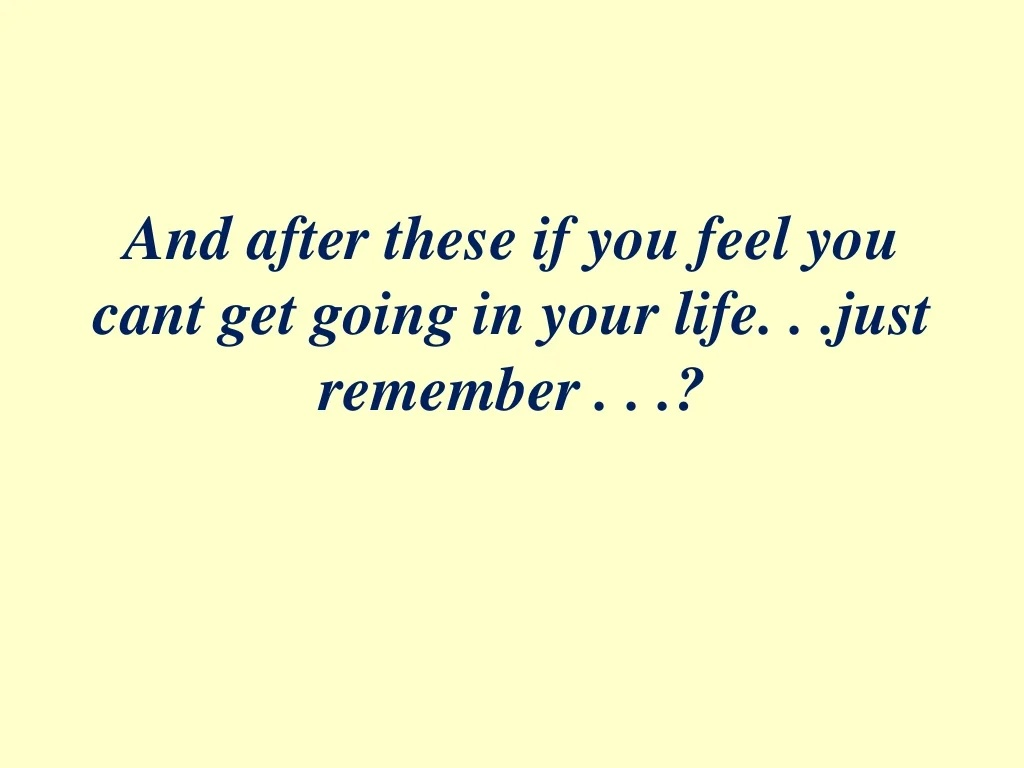 And after these if you feel you
cant get going in your life. . .just
remember . . .?